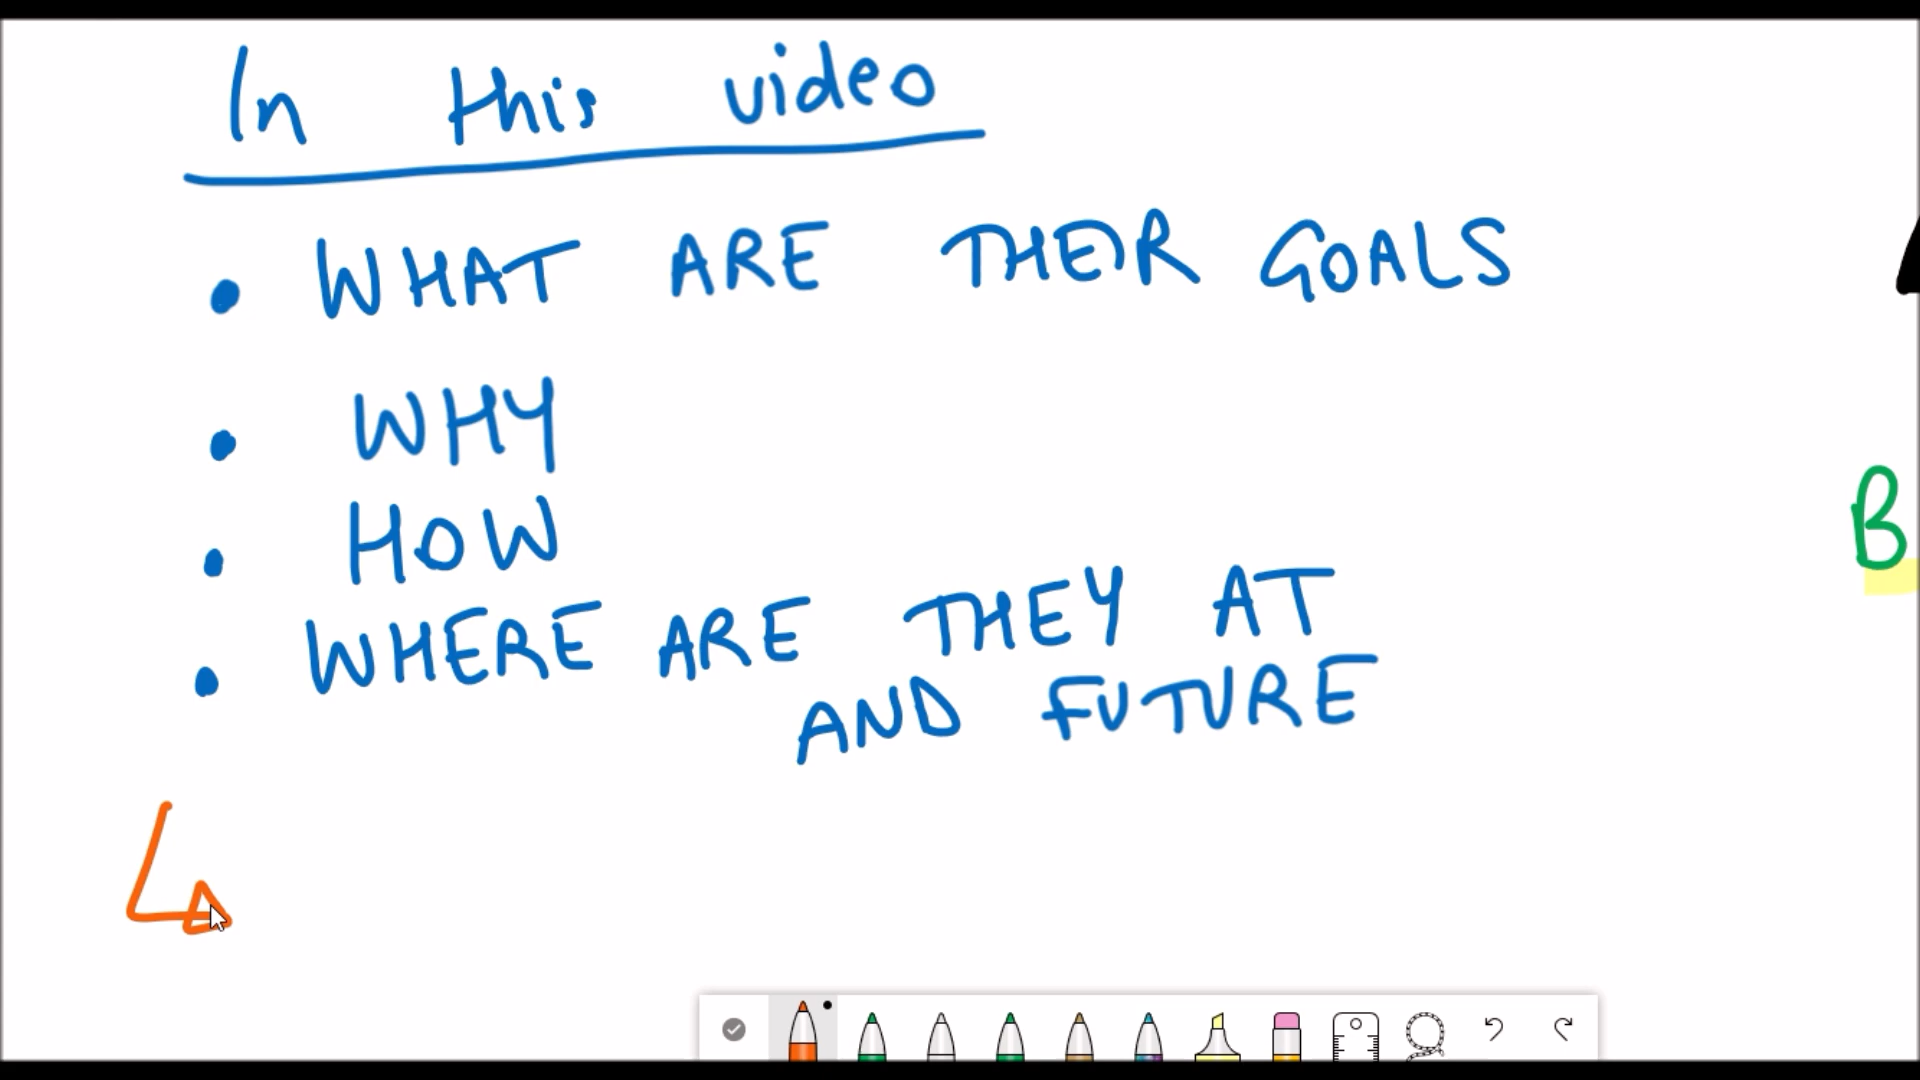 In this video
• WHAT ARE THEIR GOALS
• WHY
• HOW
• WHERE ARE THEY AT
AND FUTURE
B